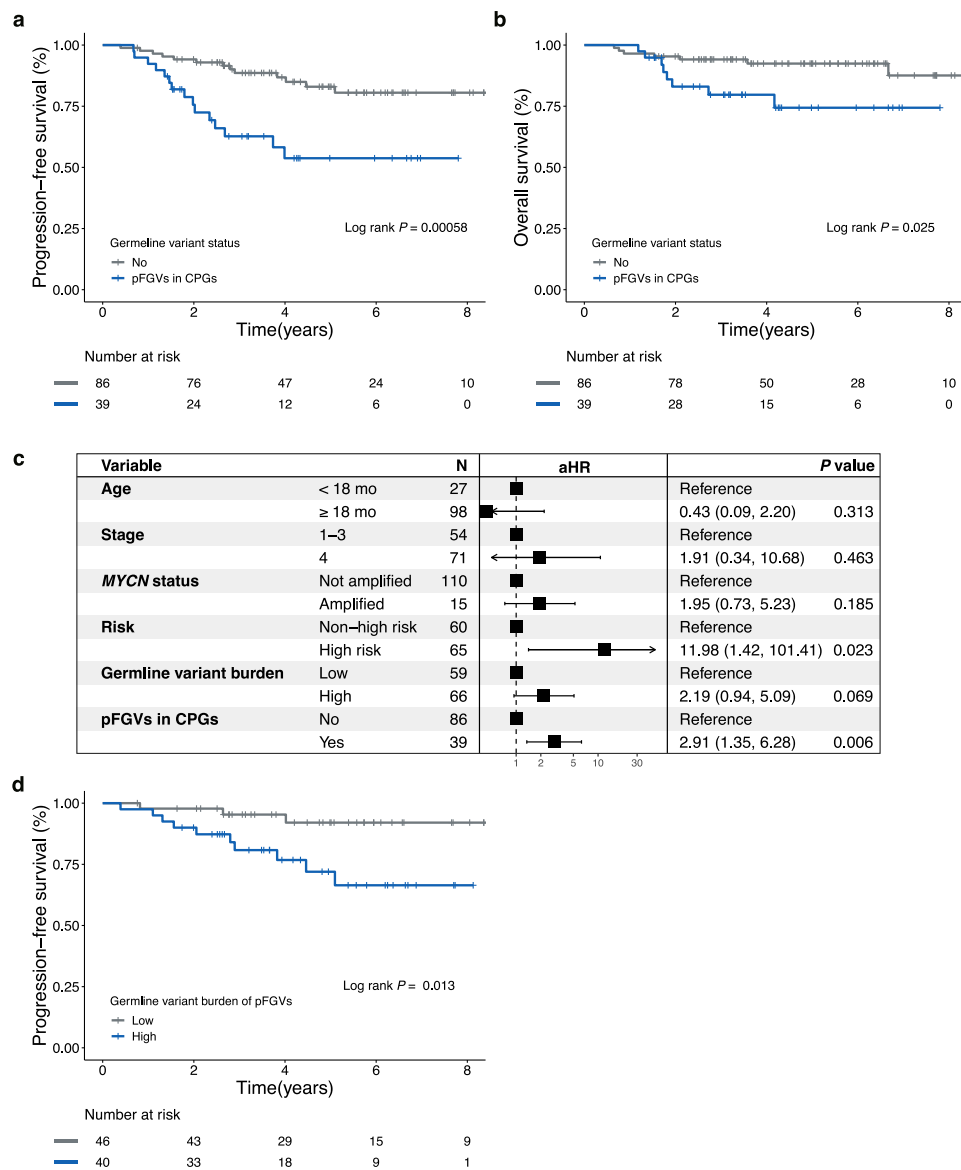 a
Progression−free survival (%)
1.00
0.75
0.50
0.25
0.00
Log rank P = 0.00058
Germline variant status
No
pFGVs in CPGs
0 2 4 6 8
Time(years)
Number at risk
86 76 47 24 10
39 24 12 6 0
b
Overall survival (%)
1.00
0.75
0.50
0.25
0.00
Log rank P = 0.025
Germeline variant status
No
pFGVs in CPGs
0 2 4 6 8
Time(years)
Number at risk
86 78 50 28 10
39 28 15 6 0
c
Variable N aHR P value
Age < 18 mo 27 Reference
≥ 18 mo 98 0.43 (0.09, 2.20) 0.313
Stage 1−3 54 Reference
4 71 1.91 (0.34, 10.68) 0.463
MYCN status Not amplified 110 Reference
Amplified 15 1.95 (0.73, 5.23) 0.185
Risk Non−high risk 60 Reference
High risk 65 11.98 (1.42, 101.41) 0.023
Germline variant burden Low 59 Reference
High 66 2.19 (0.94, 5.09) 0.069
pFGVs in CPGs No 86 Reference
Yes 39 2.91 (1.35, 6.28) 0.006
1 2 5 10 30
d
Progression−free survival (%)
1.00
0.75
0.50
0.25
0.00
Log rank P = 0.013
Germline variant burden of pFGVs
Low
High
0 2 4 6 8
Time(years)
Number at risk
46 43 29 15 9
40 33 18 9 1